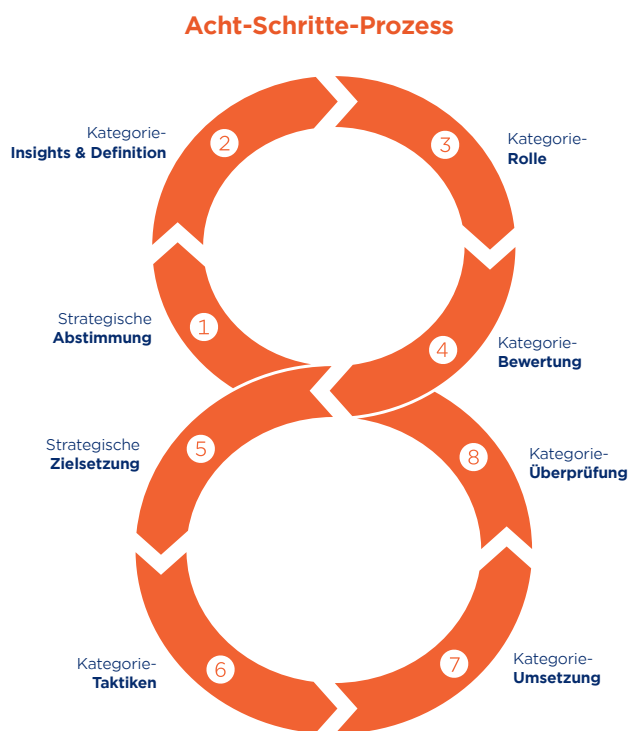 Acht-Schritte-Prozess
1
Strategische
Abstimmung
2
Kategorie-
Insights & Definition
3
Kategorie-
Rolle
4
Kategorie-
Bewertung
5
Strategische
Zielsetzung
6
Kategorie-
Taktiken
7
Kategorie-
Umsetzung
8
Kategorie-
Überprüfung